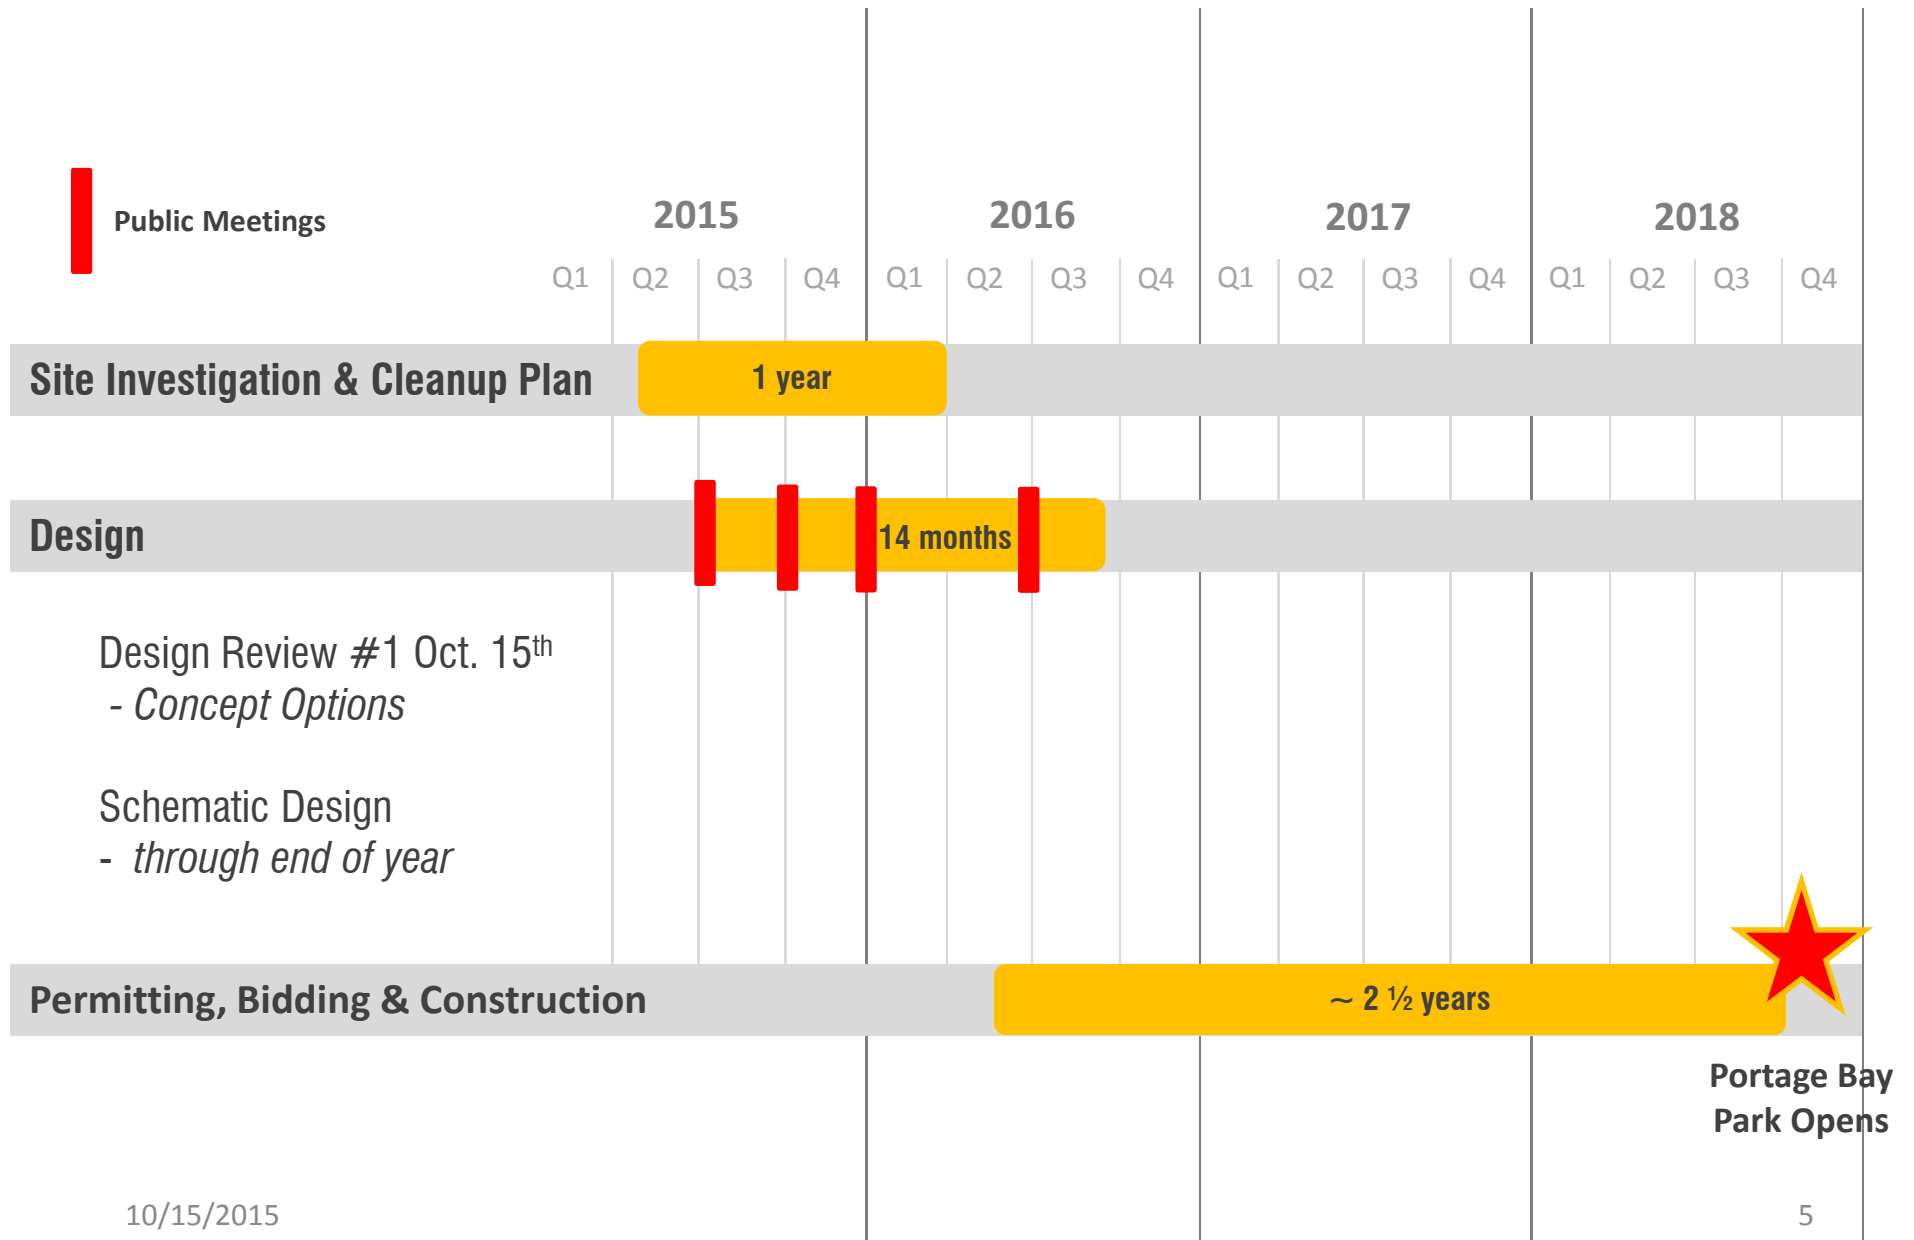 Public Meetings
2015 2016 2017 2018
Q1 Q2 Q3 Q4 Q1 Q2 Q3 Q4 Q1 Q2 Q3 Q4 Q1 Q2 Q3 Q4
Site Investigation & Cleanup Plan
1 year
Design
14 months
Design Review #1 Oct. 15th
- Concept Options
Schematic Design
- through end of year
Permitting, Bidding & Construction
~ 2 ½ years
Portage Bay
Park Opens
10/15/2015
5